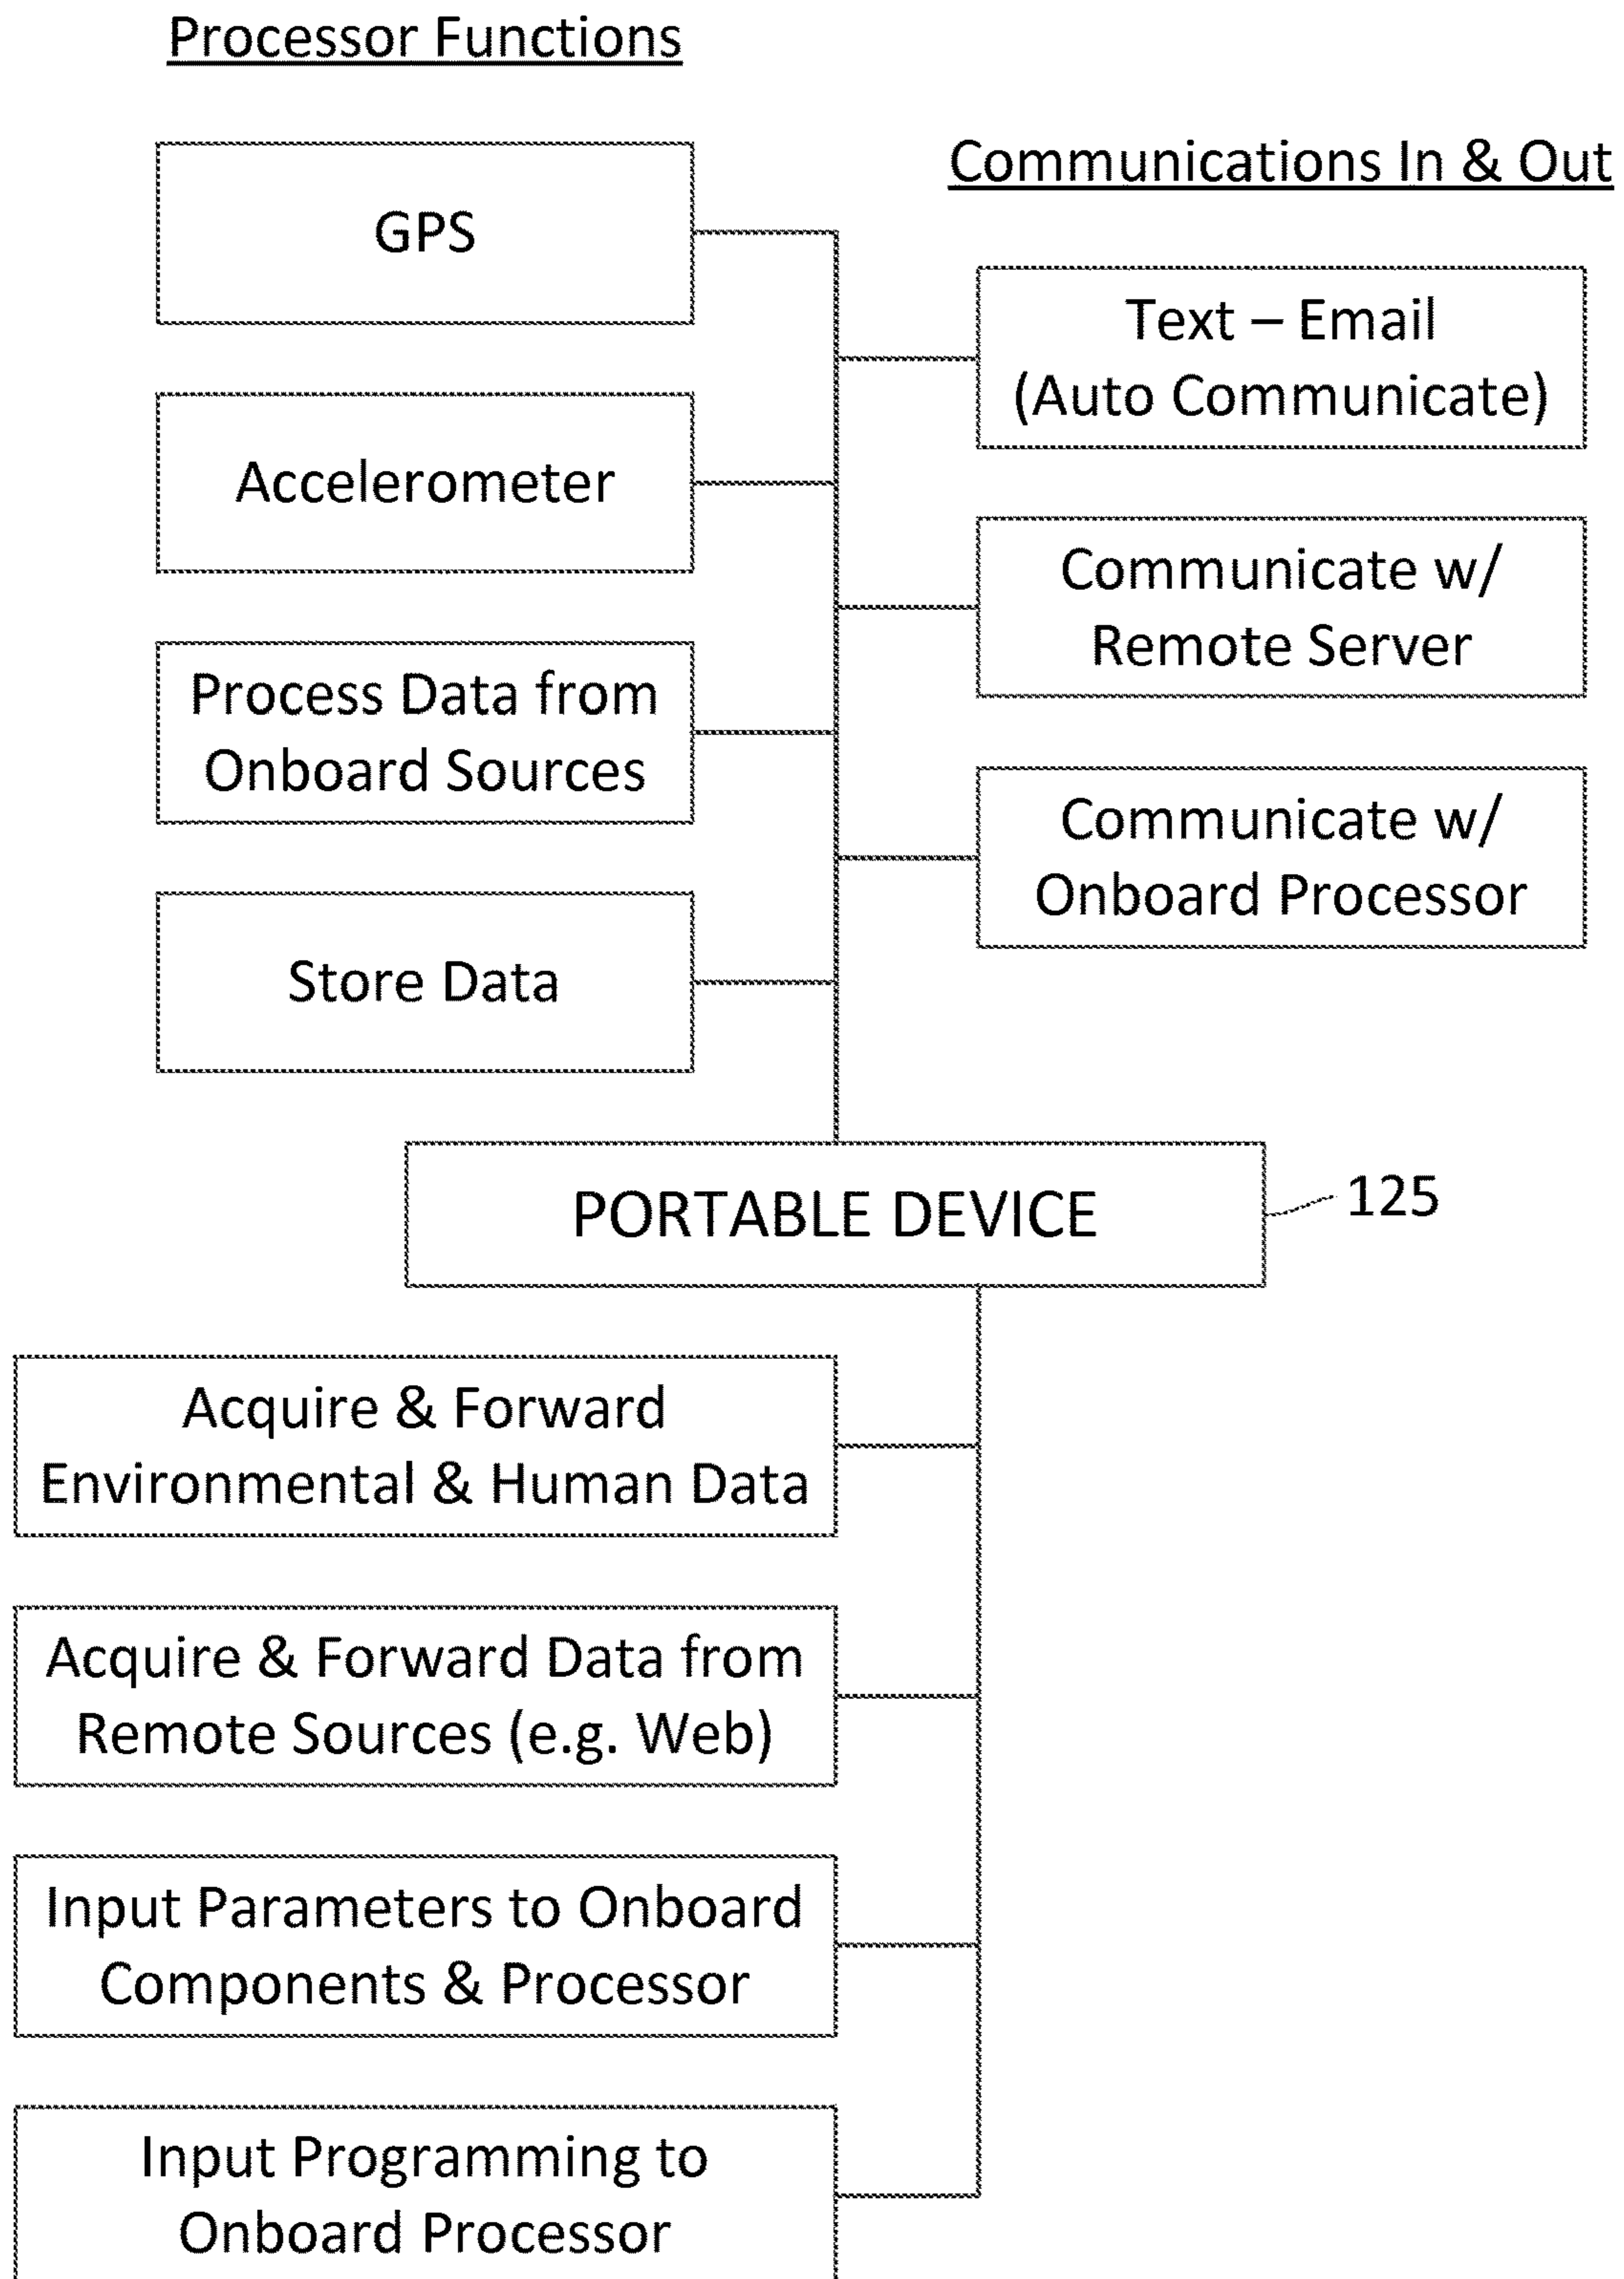 Processor Functions
GPS
Accelerometer
Process Data from
Onboard Sources
Store Data
Communications In & Out
Text – Email
(Auto Communicate)
Communicate w/
Remote Server
Communicate w/
Onboard Processor
PORTABLE DEVICE
125
Acquire & Forward
Environmental & Human Data
Acquire & Forward Data from
Remote Sources (e.g. Web)
Input Parameters to Onboard
Components & Processor
Input Programming to
Onboard Processor